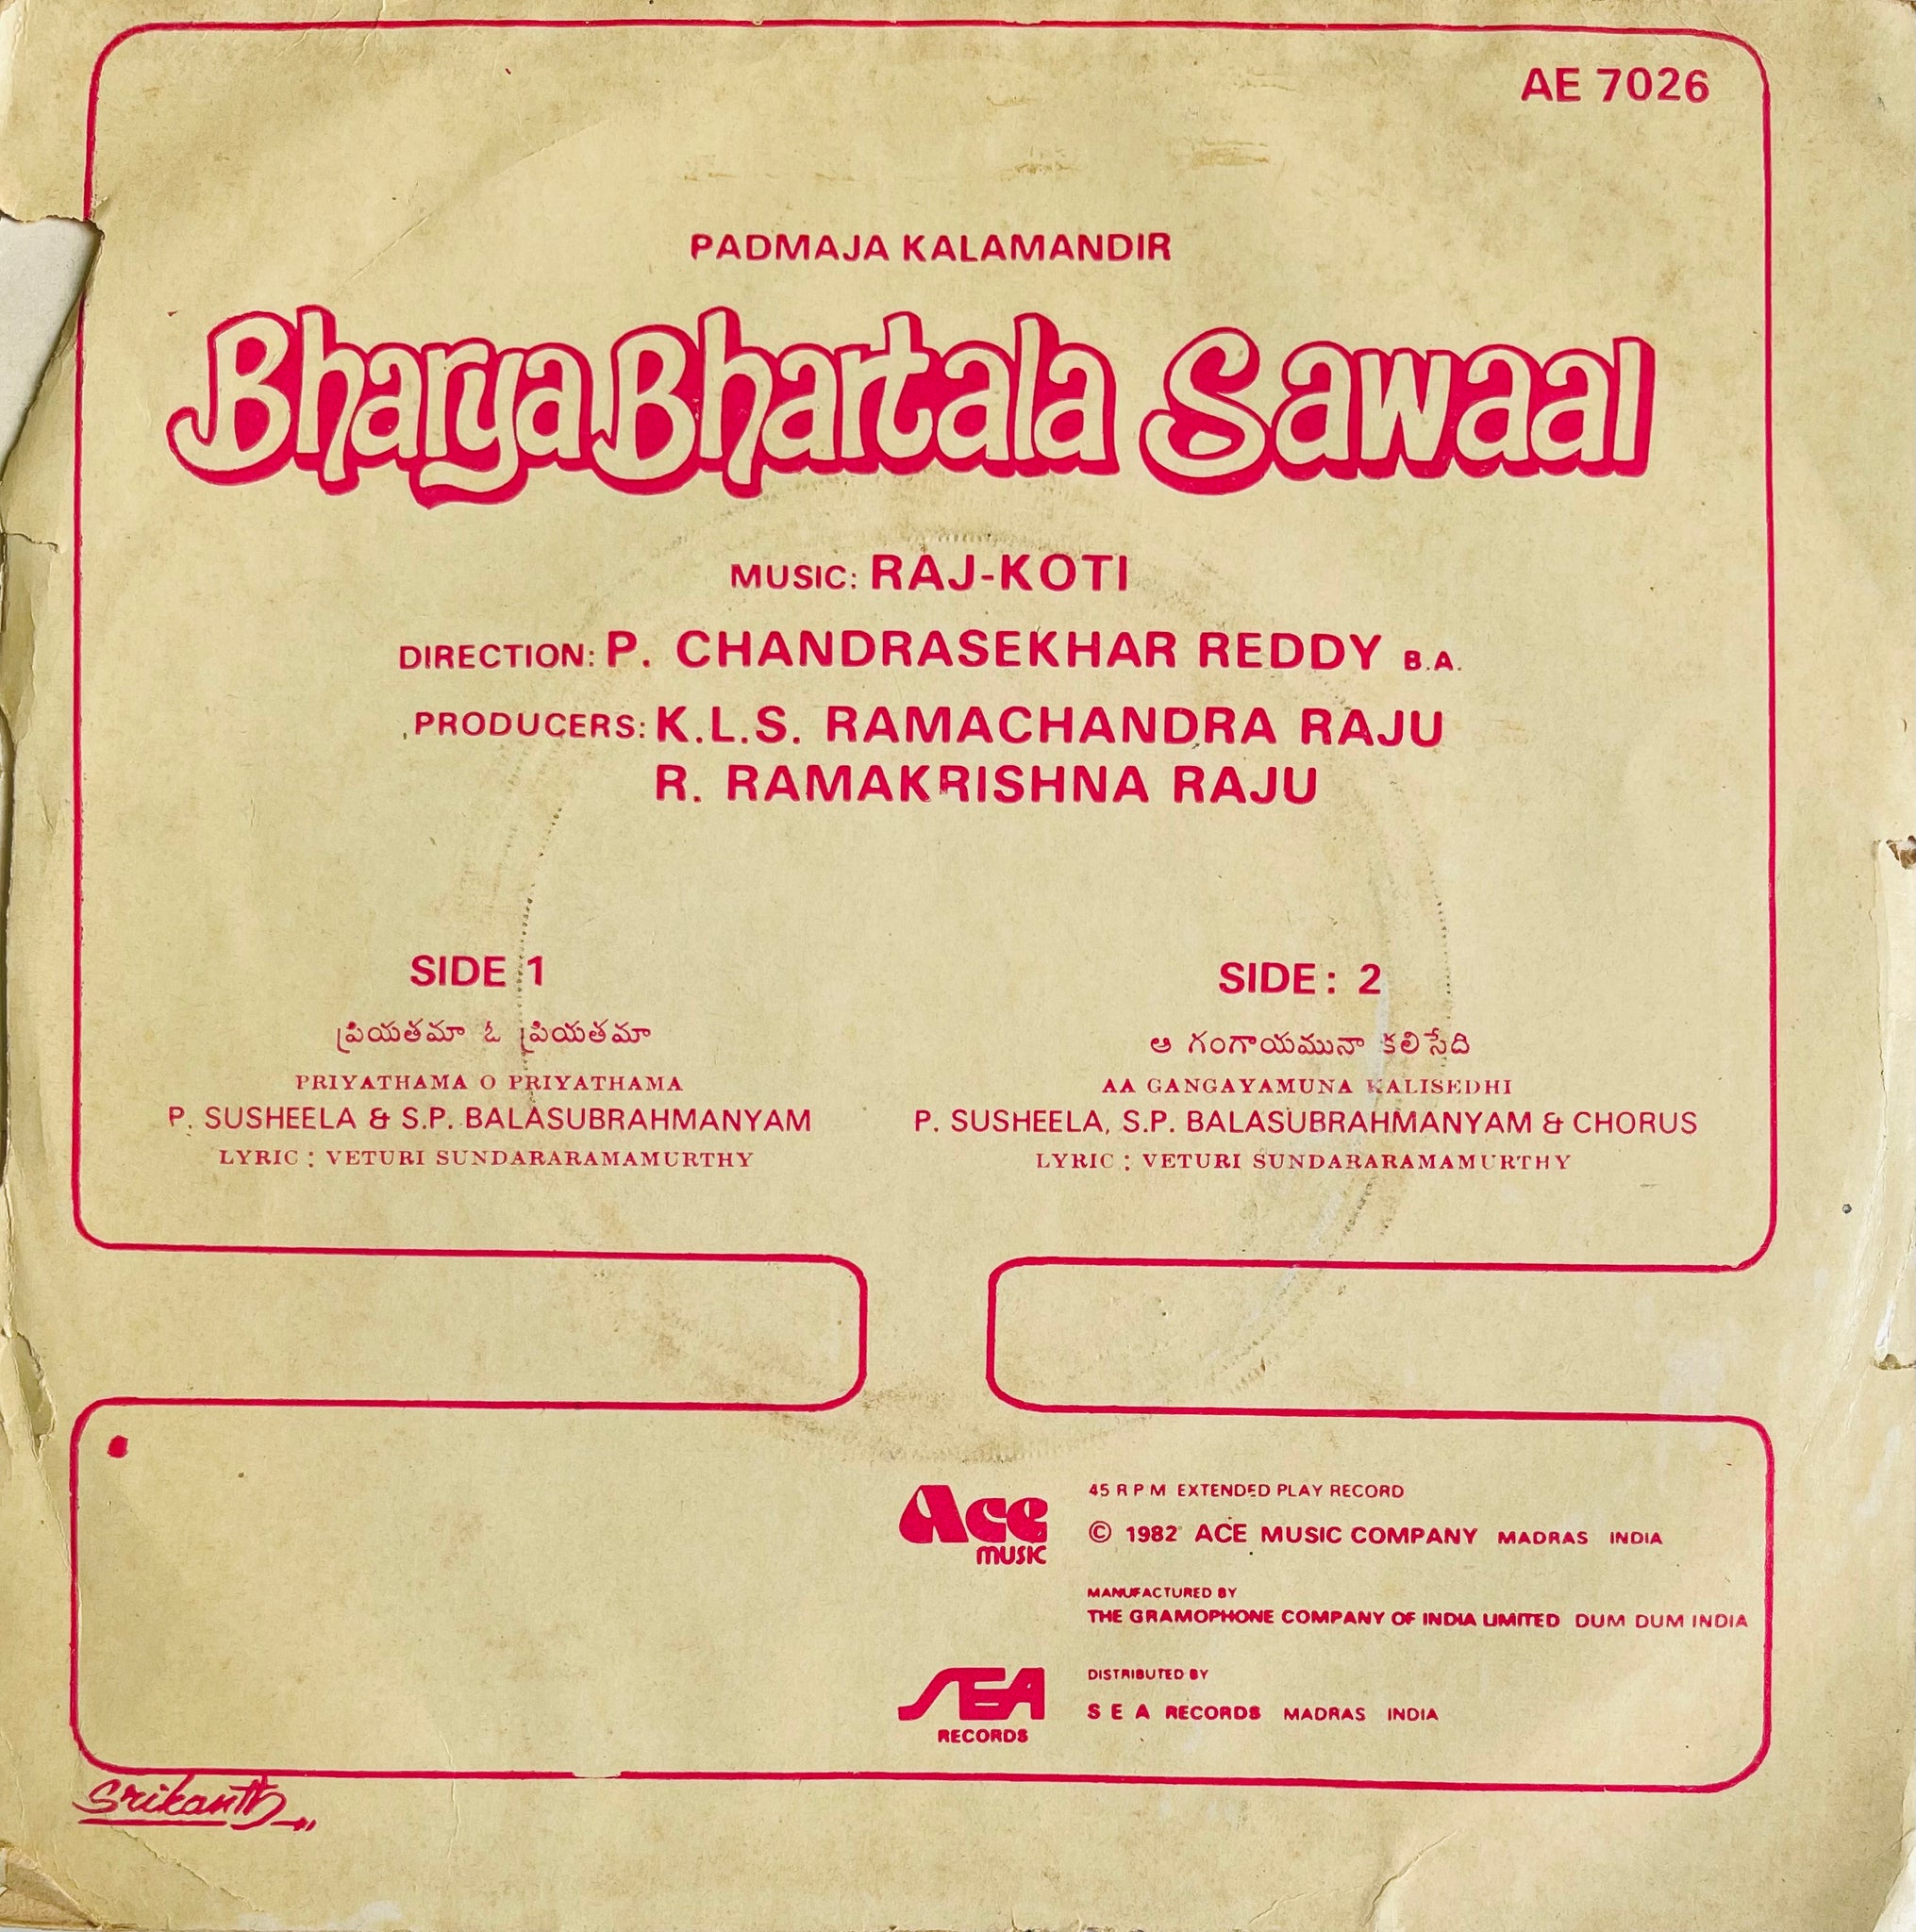 AE 7026
PADMAJA KALAMANDIR
Bharya Bhartala Sawaal
MUSIC: RAJ-KOTI
DIRECTION: P. CHANDRASEKHAR REDDY B.A.
PRODUCERS: K.L.S. RAMACHANDRA RAJU
R. RAMAKRISHNA RAJU
SIDE 1
ప్రియతమా ఓ ప్రియతమా
PRIYATHAMA O PRIYATHAMA
P. SUSHEELA & S.P. BALASUBRAHMANYAM
LYRIC : VETURI SUNDARARAMAMURTHY
SIDE: 2
ఆ గంగాయమునా కలిసేది
AA GANGAYAMUNA KALISEDHI
P. SUSHEELA, S.P. BALASUBRAHMANYAM & CHORUS
LYRIC : VETURI SUNDARARAMAMURTHY
Ace
MUSIC
45 R P M EXTENDED PLAY RECORD
© 1982 ACE MUSIC COMPANY MADRAS INDIA
MANUFACTURED BY
THE GRAMOPHONE COMPANY OF INDIA LIMITED DUM DUM INDIA
SEA
RECORDS
DISTRIBUTED BY
S E A RECORDS MADRAS INDIA
Srikanth